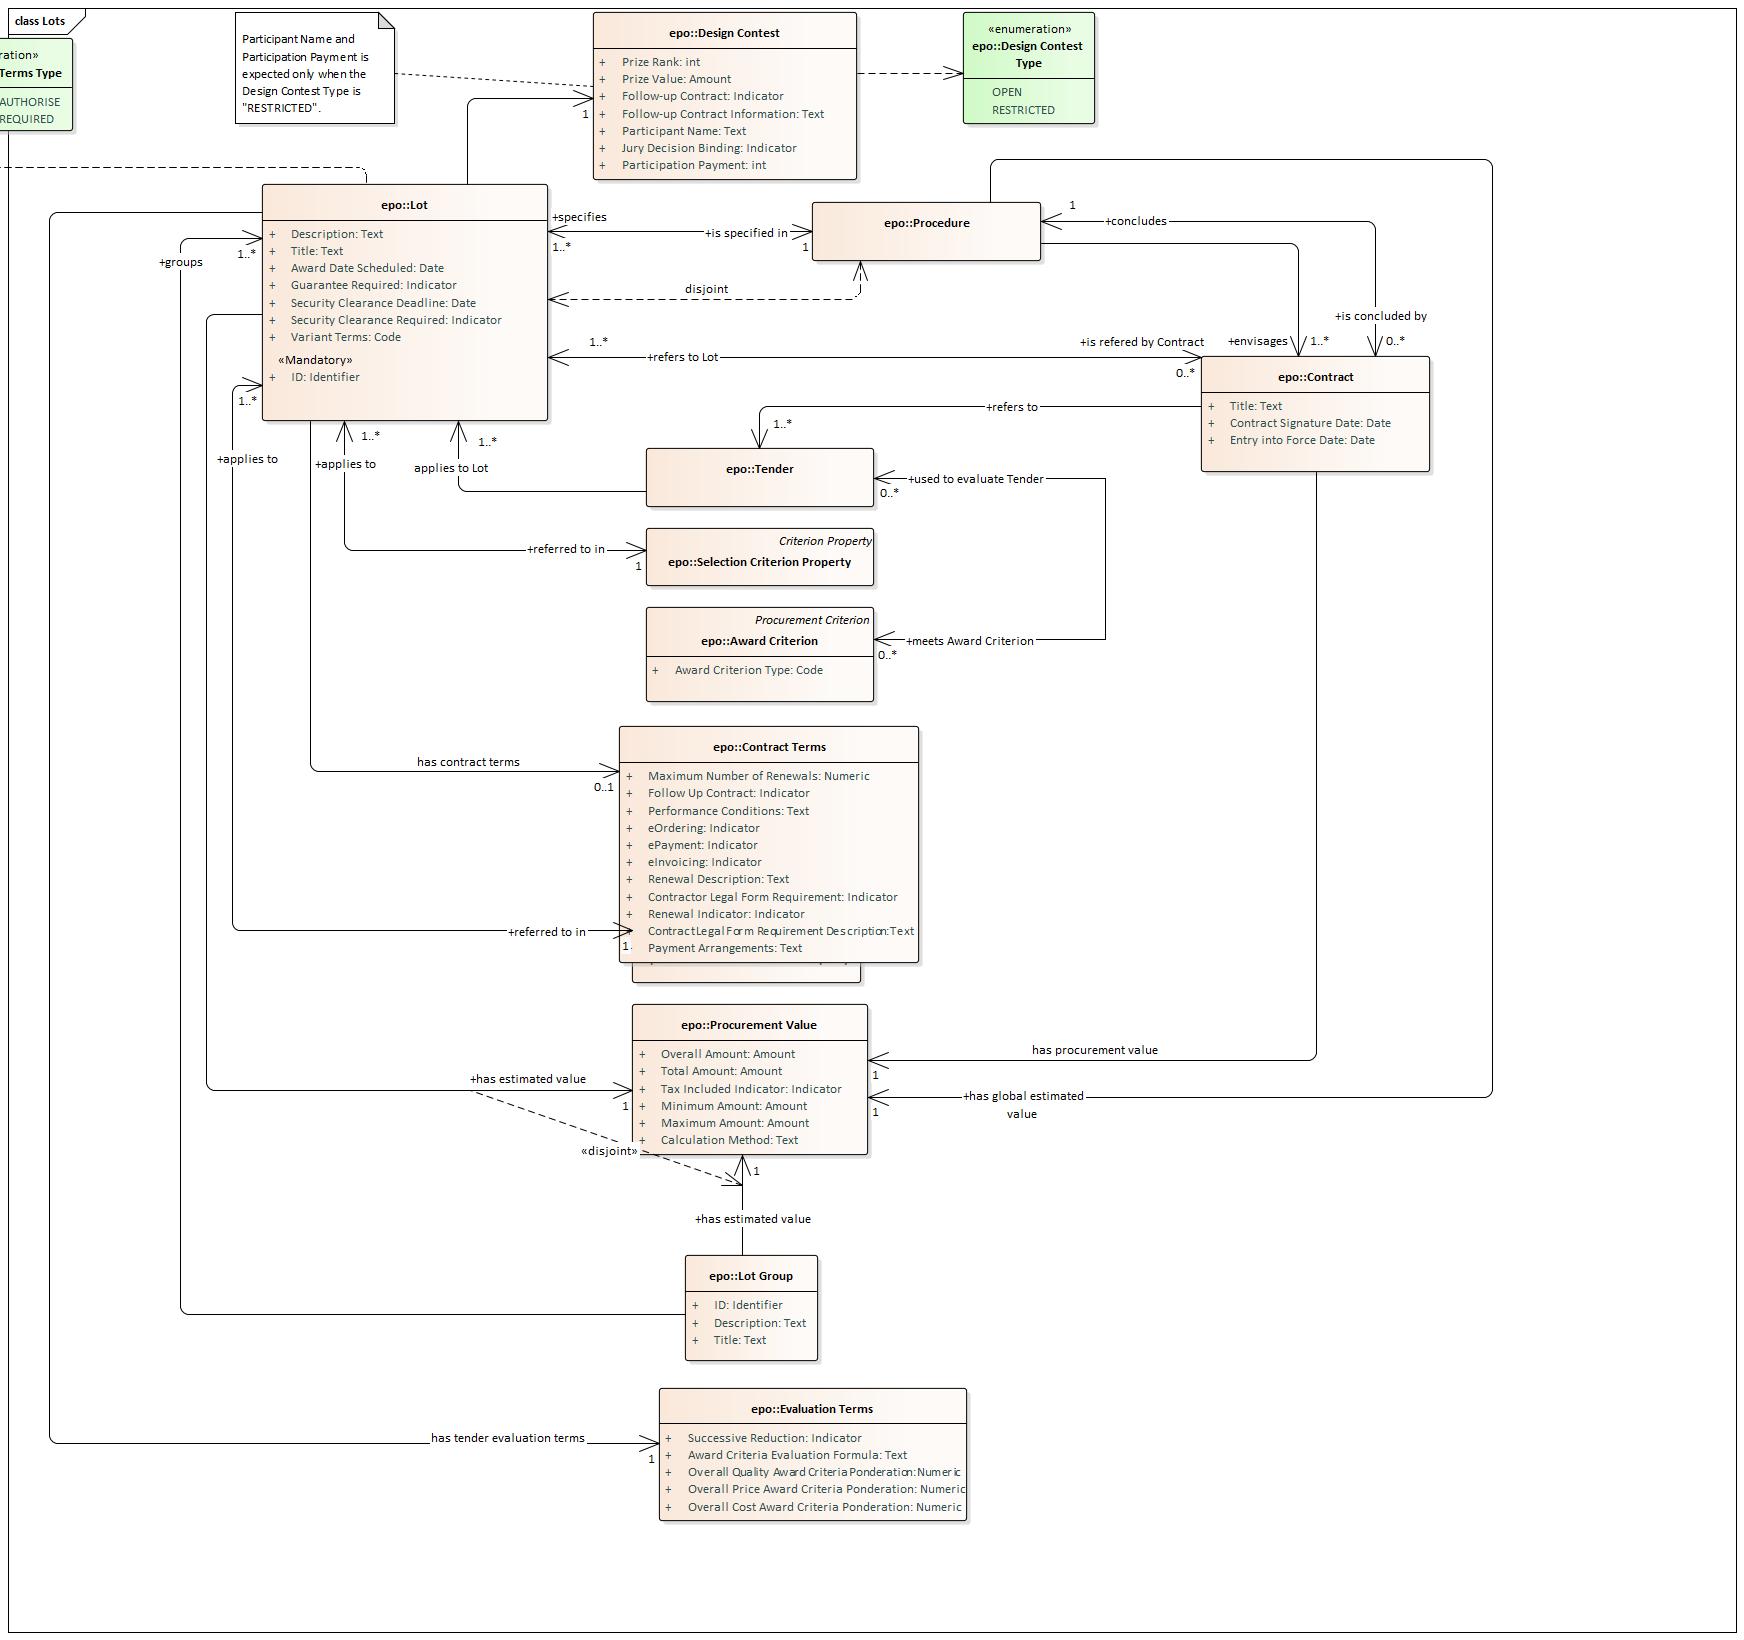 class Lots
ration»
Terms Type
AUTHORISE
REQUIRED
Participant Name and
Participation Payment is
expected only when the
Design Contest Type is
"RESTRICTED".
epo::Design Contest
+ Prize Rank: int
+ Prize Value: Amount
+ Follow-up Contract: Indicator
+ Follow-up Contract Information: Text
+ Participant Name: Text
+ Jury Decision Binding: Indicator
+ Participation Payment: int
1
«enumeration»
epo::Design Contest
Type
OPEN
RESTRICTED
epo::Lot
+ Description: Text
+ Title: Text
+ Award Date Scheduled: Date
+ Guarantee Required: Indicator
+ Security Clearance Deadline: Date
+ Security Clearance Required: Indicator
+ Variant Terms: Code
«Mandatory»
+ ID: Identifier
+specifies
1..*
+is specified in
1
epo::Procedure
1
+concludes
+groups
1..*
disjoint
+is concluded by
0..*
+envisages
1..*
1..*
+refers to Lot
+is refered by Contract
0..*
epo::Contract
+ Title: Text
+ Contract Signature Date: Date
+ Entry into Force Date: Date
+refers to
1..*
1..*
+applies to
1..*
+applies to
1..*
applies to Lot
epo::Tender
+used to evaluate Tender
0..*
+referred to in
1
Criterion Property
epo::Selection Criterion Property
Procurement Criterion
epo::Award Criterion
+ Award Criterion Type: Code
+meets Award Criterion
0..*
epo::Contract Terms
+ Maximum Number of Renewals: Numeric
+ Follow Up Contract: Indicator
+ Performance Conditions: Text
+ eOrdering: Indicator
+ ePayment: Indicator
+ eInvoicing: Indicator
+ Renewal Description: Text
+ Contractor Legal Form Requirement: Indicator
+ Renewal Indicator: Indicator
ContractLegalForm Requirement Description:Text
Payment Arrangements: Text
has contract terms
0..1
+referred to in
1
epo::Procurement Value
+ Overall Amount: Amount
+ Total Amount: Amount
+ Tax Included Indicator: Indicator
+ Minimum Amount: Amount
+ Maximum Amount: Amount
+ Calculation Method: Text
has procurement value
1
+has estimated value
1
+has global estimated
value
1
«disjoint»
1
+has estimated value
epo::Lot Group
+ ID: Identifier
+ Description: Text
+ Title: Text
epo::Evaluation Terms
+ Successive Reduction: Indicator
+ Award Criteria Evaluation Formula: Text
+ Overall Quality Award Criteria Ponderation: Numeric
+ Overall Price Award Criteria Ponderation: Numeric
+ Overall Cost Award Criteria Ponderation: Numeric
has tender evaluation terms
1